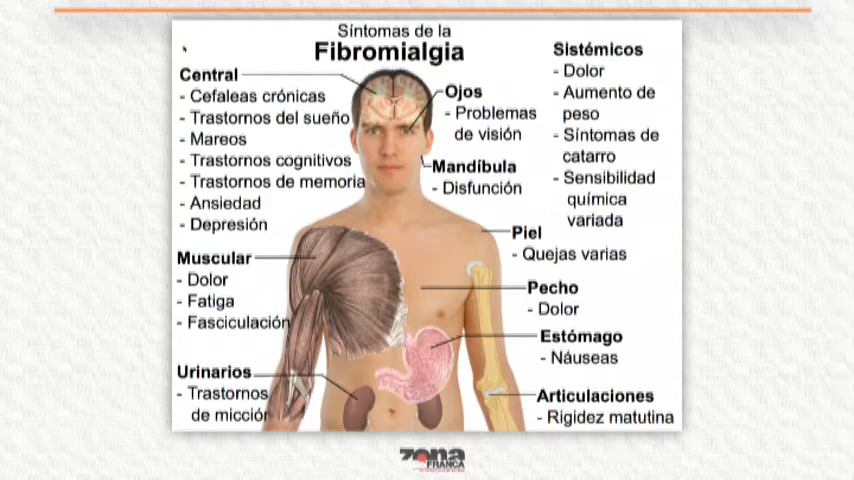 Síntomas de la
Fibromialgia
Central
- Cefaleas crónicas
- Trastornos del sueño
- Mareos
- Trastornos cognitivos
- Trastornos de memoria
- Ansiedad
- Depresión
Muscular
- Dolor
- Fatiga
- Fasciculación
Urinarios
- Trastornos
de micción
Ojos
- Problemas
de visión
Mandíbula
- Disfunción
Sistémicos
- Dolor
- Aumento de
peso
- Síntomas de
catarro
- Sensibilidad
química
variada
Piel
- Quejas varias
Pecho
- Dolor
Estómago
- Náuseas
Articulaciones
- Rigidez matutina
ZONA
FRANCA